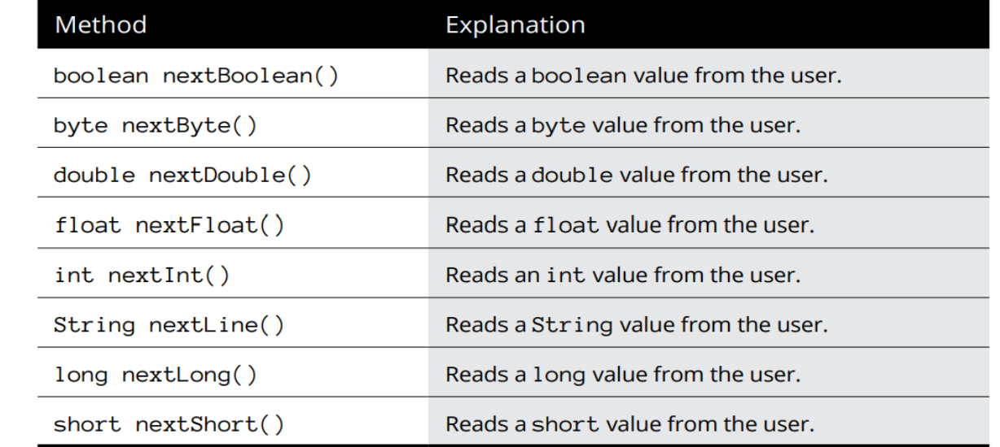 Method Explanation
boolean nextBoolean() Reads a boolean value from the user.
byte nextByte() Reads a byte value from the user.
double nextDouble() Reads a double value from the user.
float nextFloat() Reads a float value from the user.
int nextInt() Reads an int value from the user.
String nextLine() Reads a String value from the user.
long nextLong() Reads a long value from the user.
short nextShort() Reads a short value from the user.